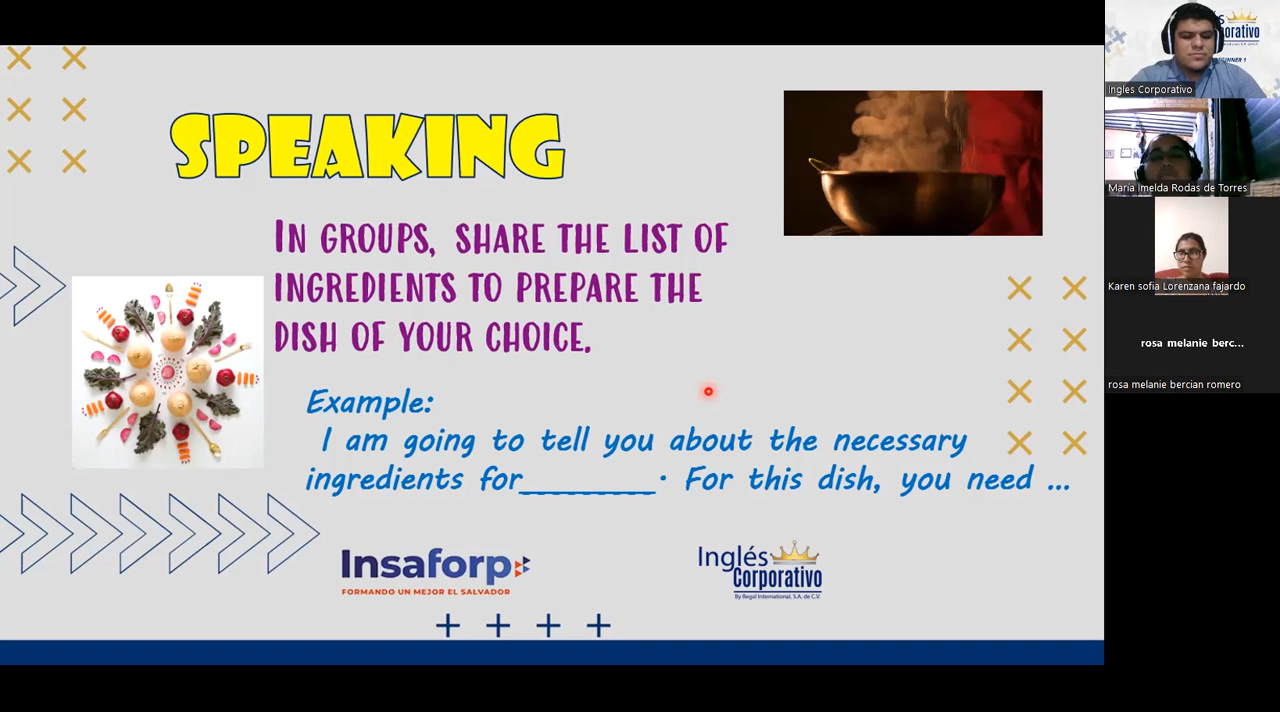 SPEAKING
IN GROUPS, SHARE THE LIST OF
INGREDIENTS TO PREPARE THE
DISH OF YOUR CHOICE.
Example:
I am going to tell you about the necessary
ingredients for_________. For this dish, you need ...
Insaforp
FORMANDO UN MEJOR EL SALVADOR
Inglés
Corporativo
By Regal International, S.A. de C.V.
Ingles Corporativo
María Imelda Rodas de Torres
Karen sofia Lorenzana fajardo
rosa melanie berc...
rosa melanie bercian romero